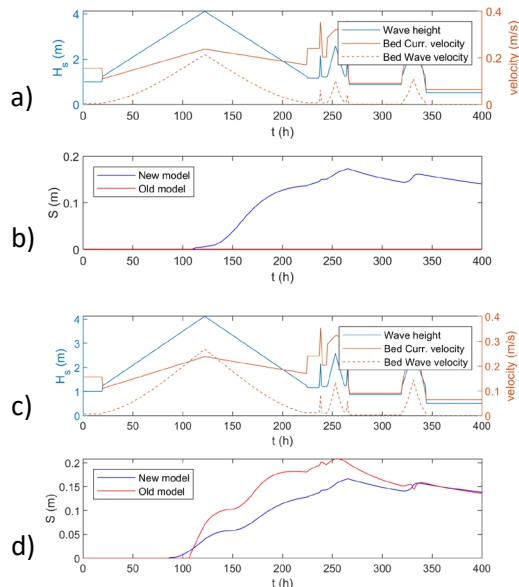 a)
H_s (m)
4
2
0
Wave height
Bed Curr. velocity
Bed Wave velocity
0.4
0.2
0
velocity (m/s)
0 50 100 150 200 250 300 350 400
t (h)
b)
S (m)
0.2
0.1
0
New model
Old model
0 50 100 150 200 250 300 350 400
t (h)
c)
H_s (m)
4
3
2
1
0
Wave height
Bed Curr. velocity
Bed Wave velocity
0.4
0.3
0.2
0.1
0
velocity (m/s)
0 50 100 150 200 250 300 350 400
t (h)
d)
S (m)
0.2
0.15
0.1
0.05
0
New model
Old model
0 50 100 150 200 250 300 350 400
t (h)